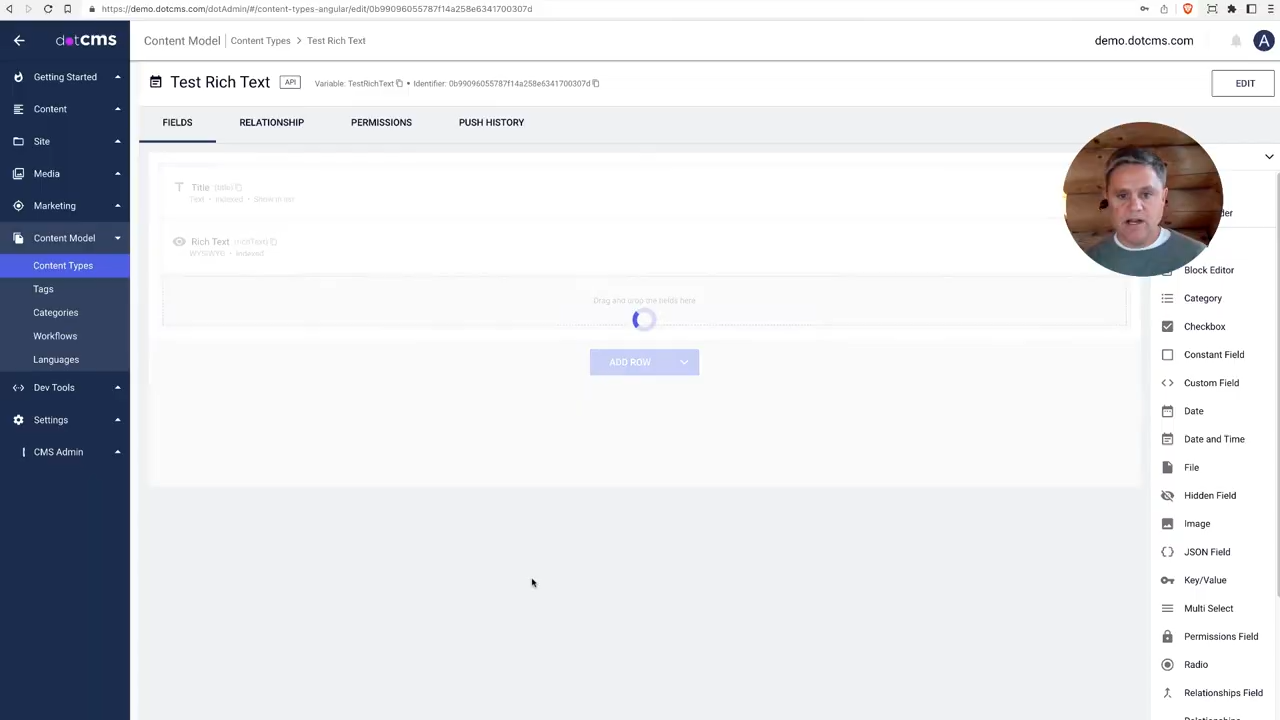 https://demo.dotcms.com/dotAdmin/#/content-types-angular/edit/0b99096055787f14a258e6341700307d
dotCMS
Content Model
Content Types > Test Rich Text
demo.dotcms.com
A
Getting Started
Content
Site
Media
Marketing
Content Model
Content Types
Tags
Categories
Workflows
Languages
Dev Tools
Settings
CMS Admin
Test Rich Text
API
Variable: TestRichText • Identifier: 0b99096055787f14a258e6341700307d
EDIT
FIELDS
RELATIONSHIP
PERMISSIONS
PUSH HISTORY
Title (title)
Text • Indexed • Show in list
Rich Text (richText)
WYSIWYG • Indexed
Drag and drop the fields here
ADD ROW
Block Editor
Category
Checkbox
Constant Field
Custom Field
Date
Date and Time
File
Hidden Field
Image
JSON Field
Key/Value
Multi Select
Permissions Field
Radio
Relationships Field